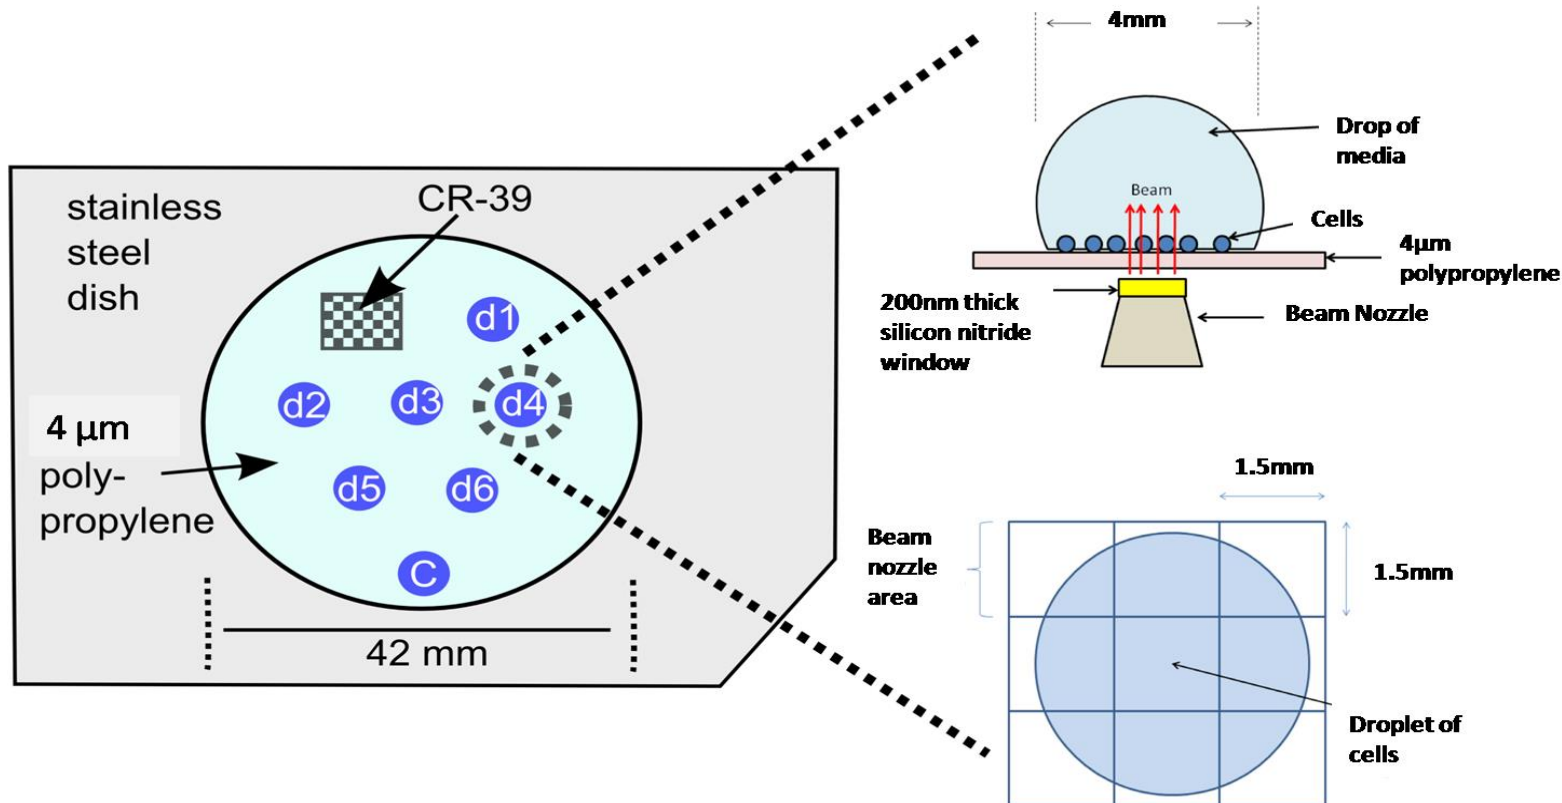 stainless
steel
dish
CR-39
d1
d2
d3
d4
4 µm
poly-
propylene
d5
d6
C
42 mm
4mm
Drop of
media
Beam
Cells
4µm
polypropylene
200nm thick
silicon nitride
window
Beam Nozzle
1.5mm
Beam
nozzle
area
1.5mm
Droplet of
cells